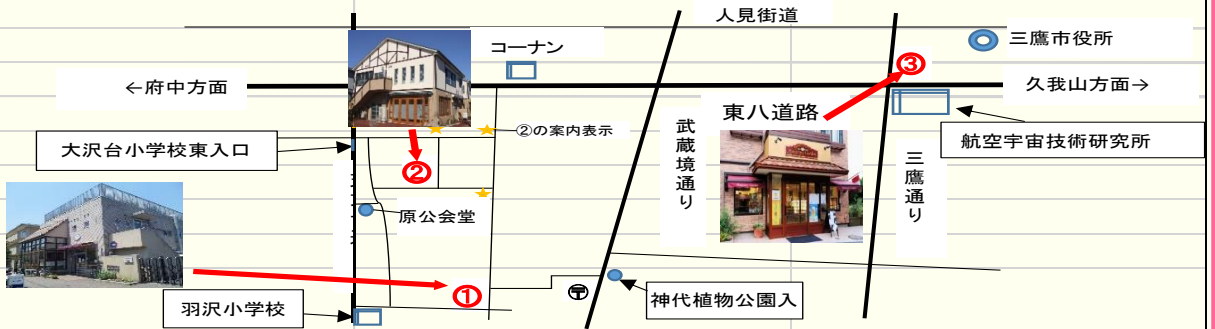 人見街道
コーナン
三鷹市役所
③
←府中方面
久我山方面→
東八道路
②の案内表示
航空宇宙技術研究所
大沢台小学校東入口
武蔵境通り
三鷹通り
②
原公会堂
①
〒
神代植物公園入
羽沢小学校